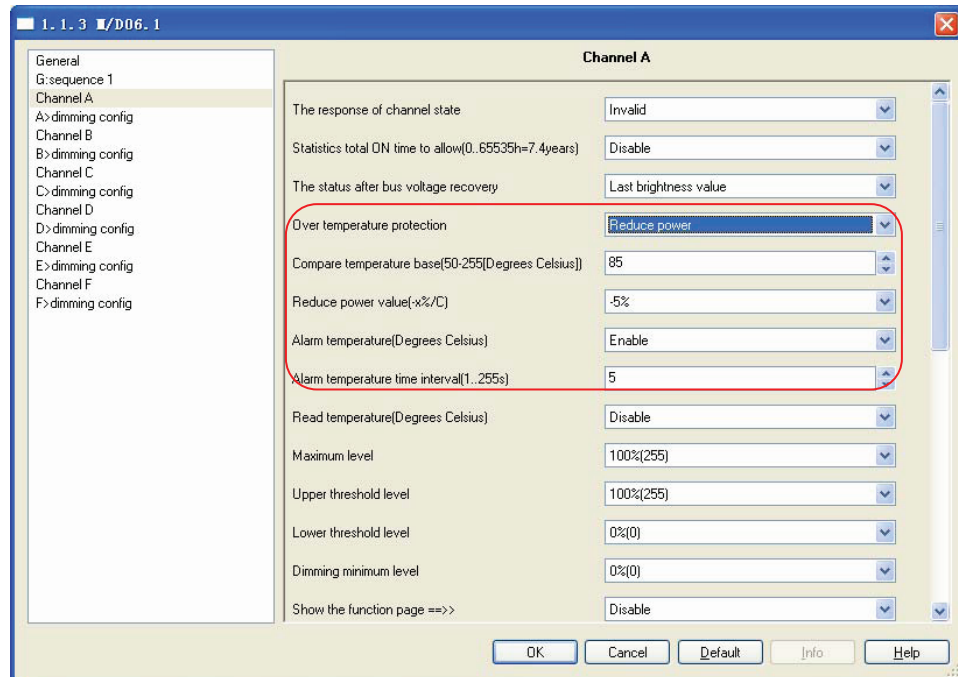 1.1.3 M/D06.1
General
G:sequence 1
Channel A
A>dimming config
Channel B
B>dimming config
Channel C
C>dimming config
Channel D
D>dimming config
Channel E
E>dimming config
Channel F
F>dimming config
Channel A
The response of channel state Invalid
Statistics total ON time to allow(0..65535h=7.4years) Disable
The status after bus voltage recovery Last brightness value
Over temperature protection Reduce power
Compare temperature base(50-255[Degrees Celsius]) 85
Reduce power value(-x%/C) -5%
Alarm temperature(Degrees Celsius) Enable
Alarm temperature time interval(1..255s) 5
Read temperature(Degrees Celsius) Disable
Maximum level 100%(255)
Upper threshold level 100%(255)
Lower threshold level 0%(0)
Dimming minimum level 0%(0)
Show the function page ==>> Disable
OK Cancel Default Info Help